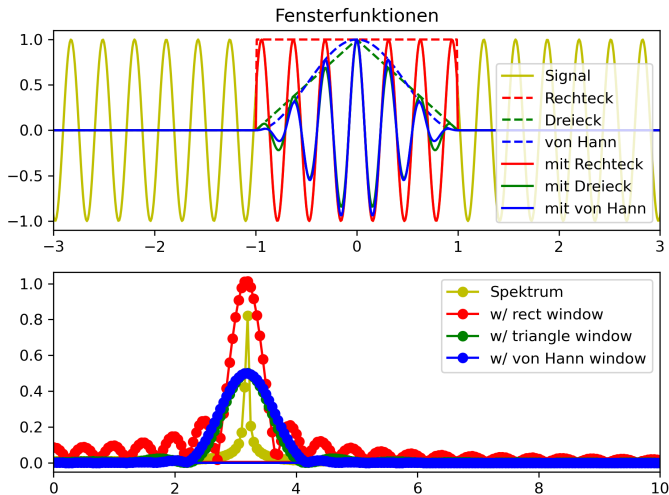 Fensterfunktionen
1.0
0.5
0.0
−0.5
−1.0
Signal
Rechteck
Dreieck
von Hann
mit Rechteck
mit Dreieck
mit von Hann
−3
−2
−1
0
1
2
3
1.0
0.8
0.6
0.4
0.2
0.0
Spektrum
w/ rect window
w/ triangle window
w/ von Hann window
0
2
4
6
8
10